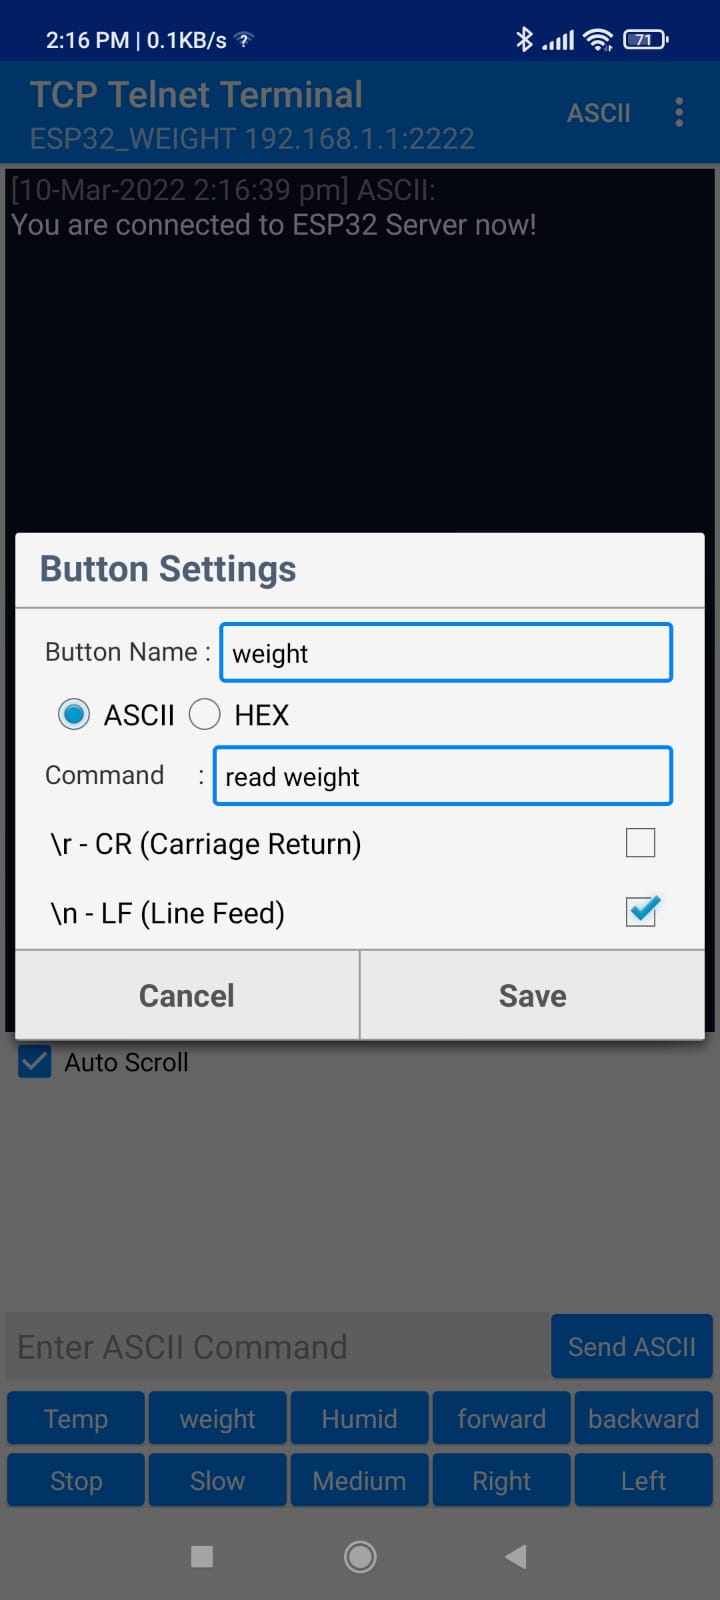 2:16 PM | 0.1KB/s
71
TCP Telnet Terminal
ASCII
ESP32_WEIGHT 192.168.1.1:2222
[10-Mar-2022 2:16:39 pm] ASCII:
You are connected to ESP32 Server now!
Button Settings
Button Name : weight
ASCII HEX
Command : read weight
\r - CR (Carriage Return)
\n - LF (Line Feed)
Cancel Save
Auto Scroll
Enter ASCII Command Send ASCII
Temp weight Humid forward backward
Stop Slow Medium Right Left